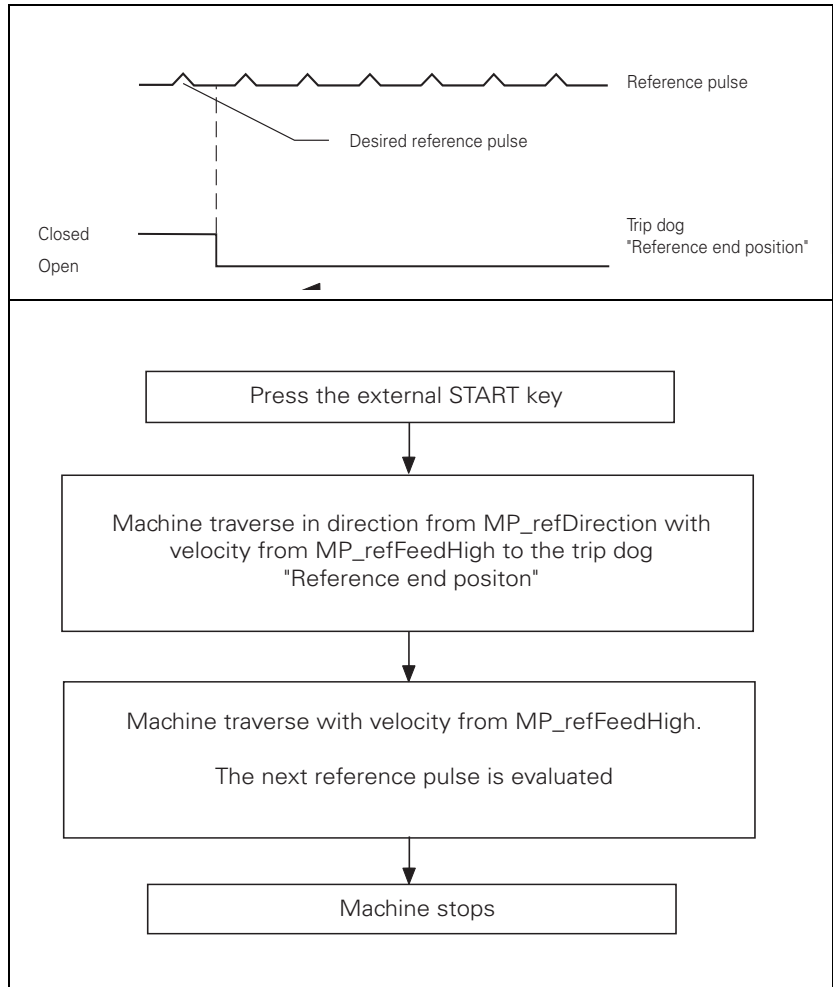 Reference pulse
Desired reference pulse
Closed
Open
Trip dog
"Reference end position"
Press the external START key
Machine traverse in direction from MP_refDirection with
velocity from MP_refFeedHigh to the trip dog
"Reference end positon"
Machine traverse with velocity from MP_refFeedHigh.
The next reference pulse is evaluated
Machine stops